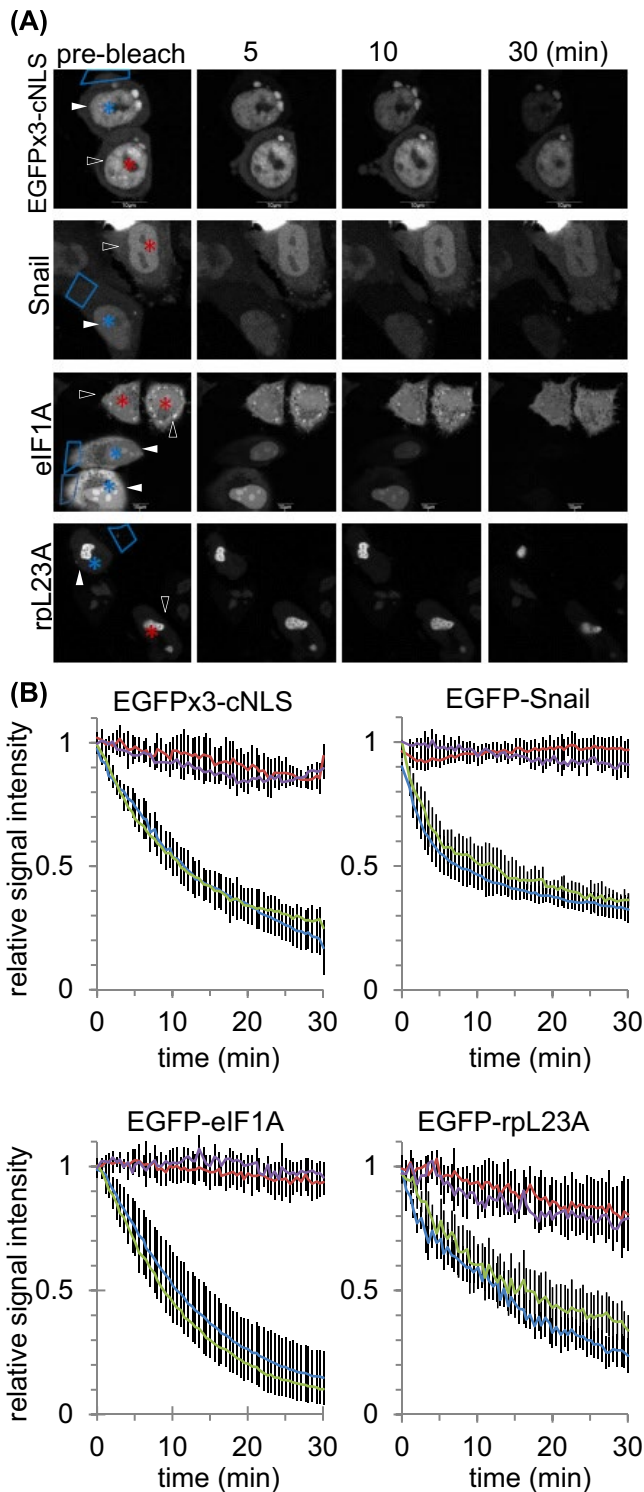 (A)
pre-bleach 5 10 30 (min)
EGFPx3-cNLS
Snail
eIF1A
rpL23A
(B)
EGFPx3-cNLS EGFP-Snail
relative signal intensity
1 1
0.5 0.5
0 0
0 10 20 30 0 10 20 30
time (min) time (min)
EGFP-eIF1A EGFP-rpL23A
relative signal intensity
1 1
0.5 0.5
0 0
0 10 20 30 0 10 20 30
time (min) time (min)